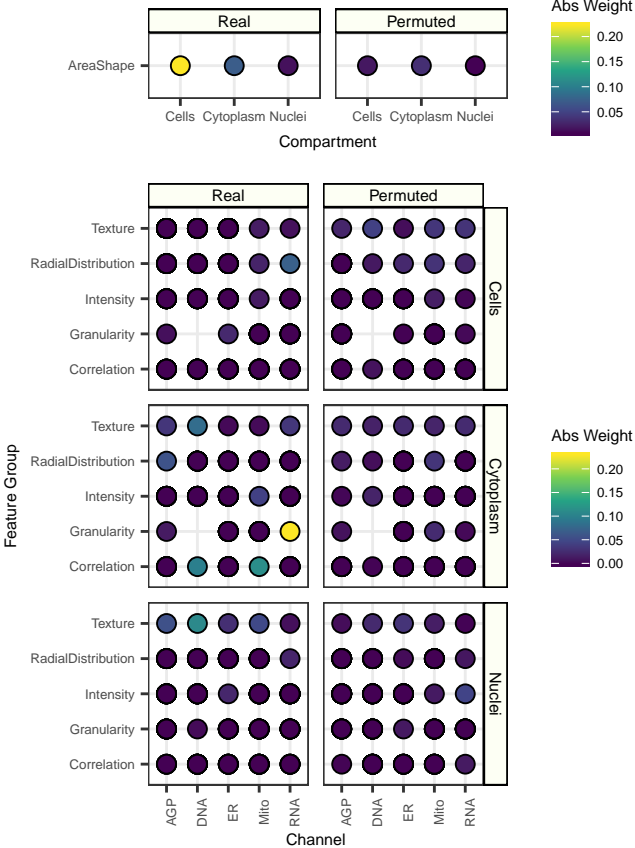 Abs Weight
Real
Permuted
0.20
0.15
0.10
0.05
AreaShape
Cells Cytoplasm Nuclei
Cells Cytoplasm Nuclei
Compartment
Real
Permuted
Texture
RadialDistribution
Intensity
Granularity
Correlation
Cells
Texture
RadialDistribution
Intensity
Granularity
Correlation
Cytoplasm
Feature Group
Abs Weight
0.20
0.15
0.10
0.05
0.00
Texture
RadialDistribution
Intensity
Granularity
Correlation
Nuclei
AGP DNA ER Mito RNA
AGP DNA ER Mito RNA
Channel